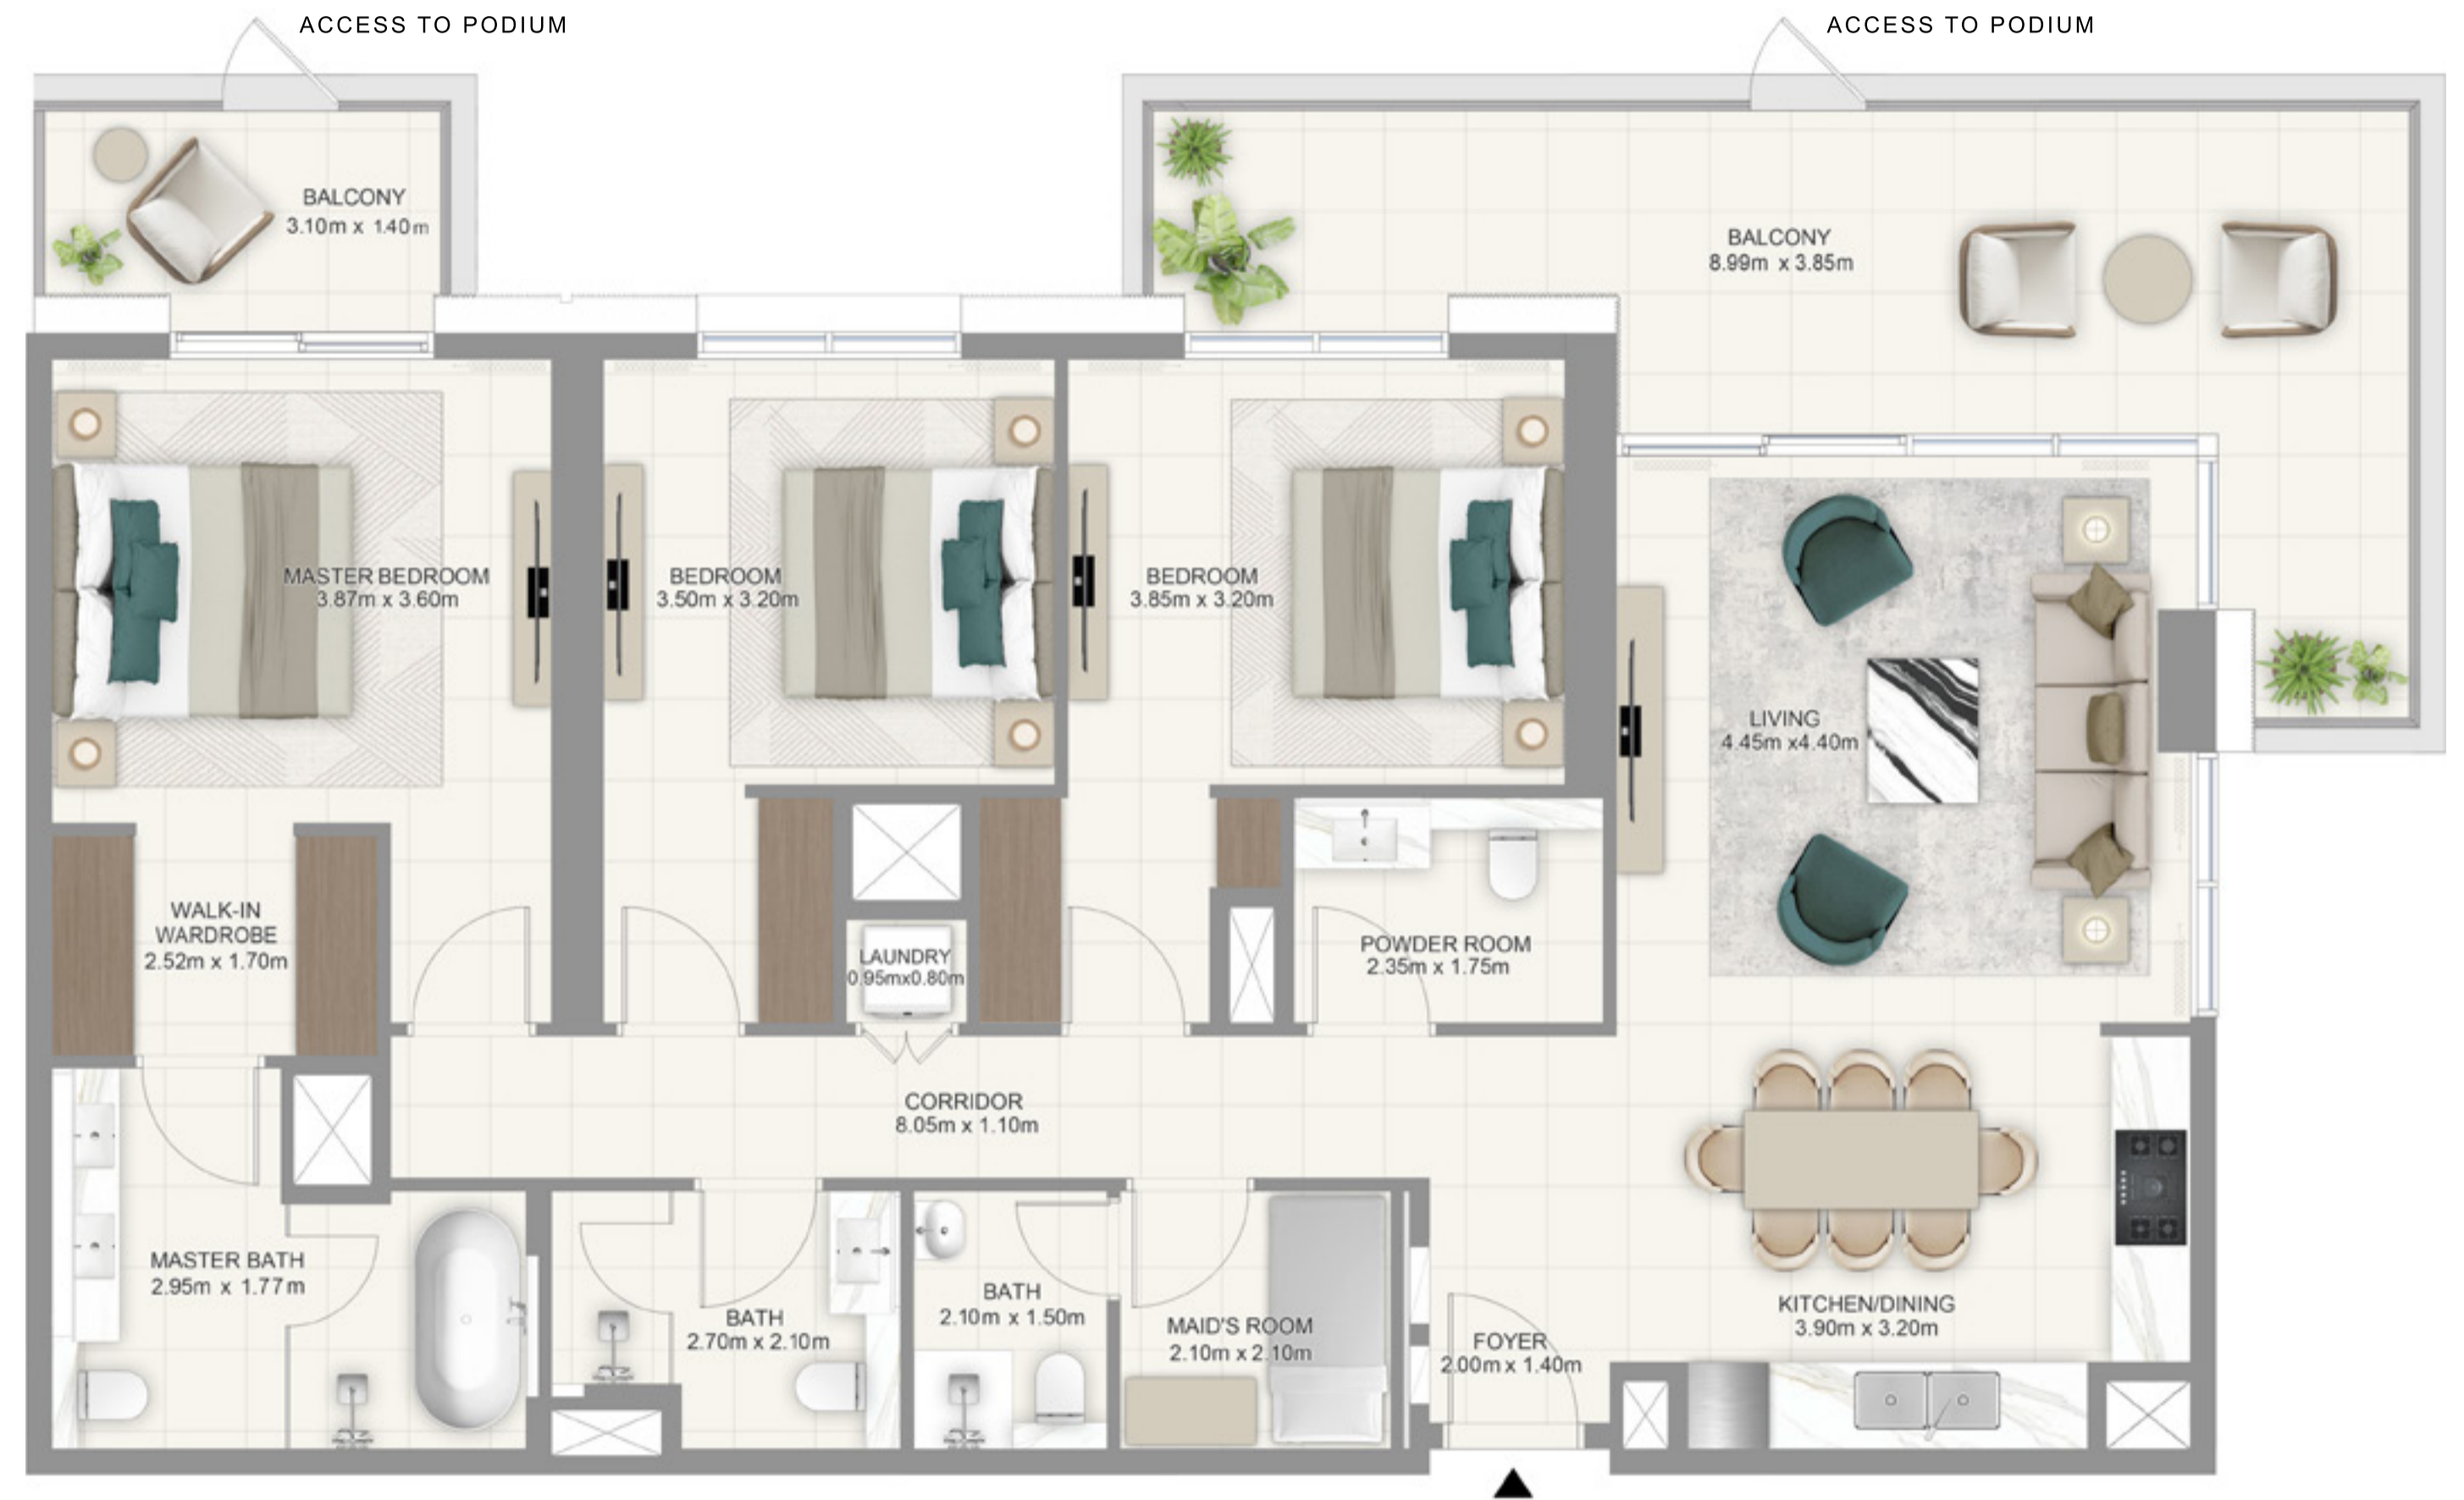 ACCESS TO PODIUM
ACCESS TO PODIUM
BALCONY
3.10m x 1.40m
BALCONY
8.99m x 3.85m
MASTER BEDROOM
3.87m x 3.60m
BEDROOM
3.50m x 3.20m
BEDROOM
3.85m x 3.20m
LIVING
4.45m x4.40m
WALK-IN
WARDROBE
2.52m x 1.70m
LAUNDRY
0.95mx0.80m
POWDER ROOM
2.35m x 1.75m
CORRIDOR
8.05m x 1.10m
MASTER BATH
2.95m x 1.77m
BATH
2.70m x 2.10m
BATH
2.10m x 1.50m
MAID'S ROOM
2.10m x 2.10m
FOYER
2.00m x 1.40m
KITCHEN/DINING
3.90m x 3.20m